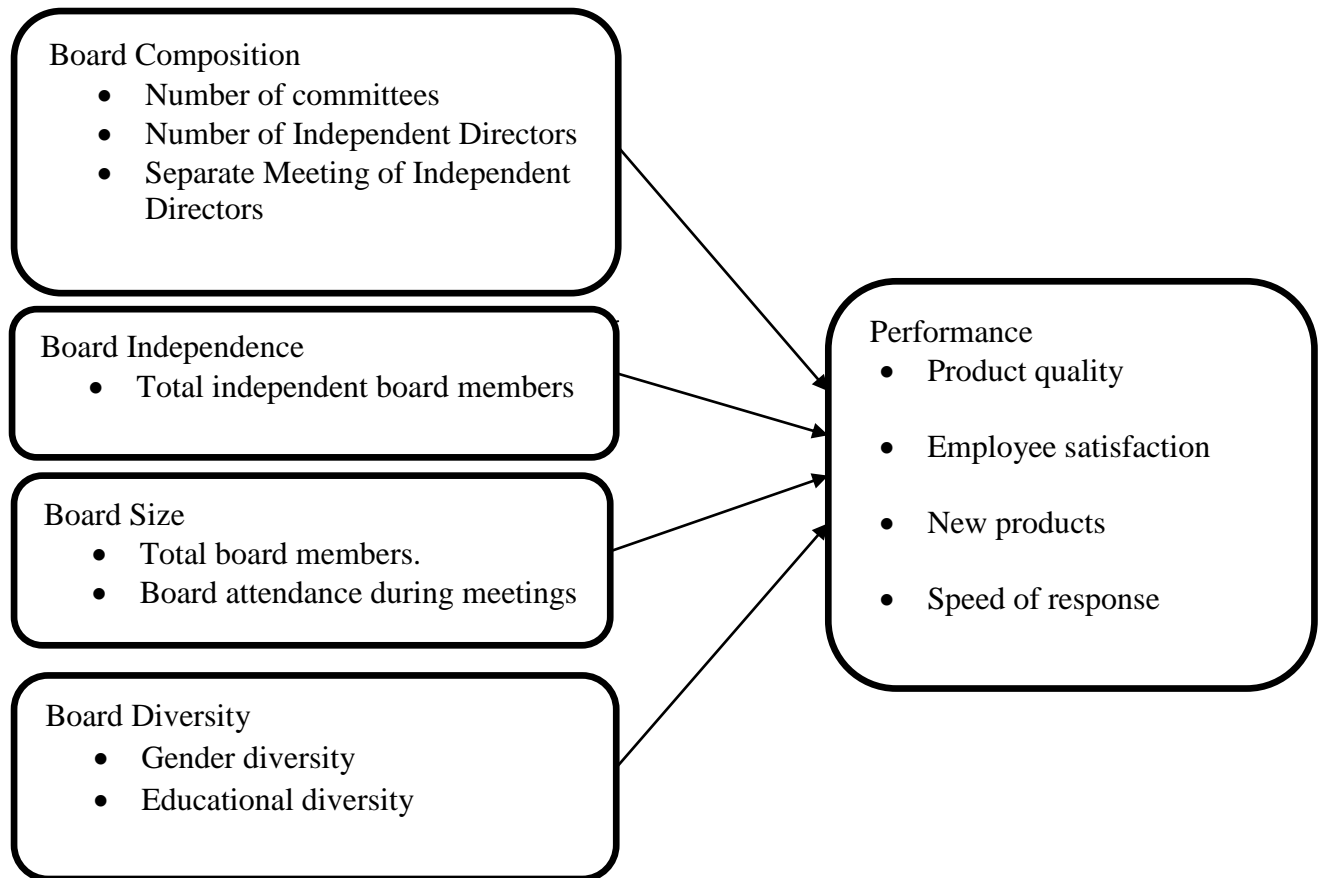 Board Composition
• Number of committees
• Number of Independent Directors
• Separate Meeting of Independent
Directors
Board Independence
• Total independent board members
Board Size
• Total board members.
• Board attendance during meetings
Board Diversity
• Gender diversity
• Educational diversity
Performance
• Product quality
• Employee satisfaction
• New products
• Speed of response